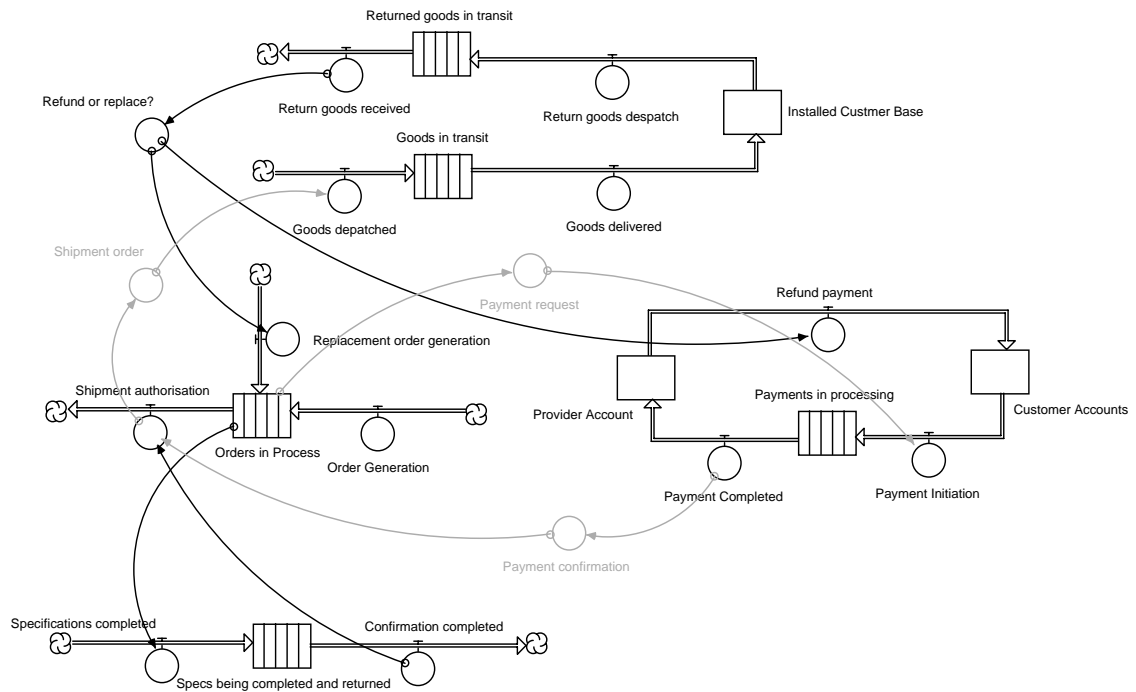 Returned goods in transit
Refund or replace?
Return goods received
Return goods despatch
Installed Custmer Base
Goods in transit
Goods depatched
Goods delivered
Shipment order
Payment request
Refund payment
Replacement order generation
Shipment authorisation
Payments in processing
Provider Account
Customer Accounts
Orders in Process
Order Generation
Payment Completed
Payment Initiation
Payment confirmation
Specifications completed
Confirmation completed
Specs being completed and returned